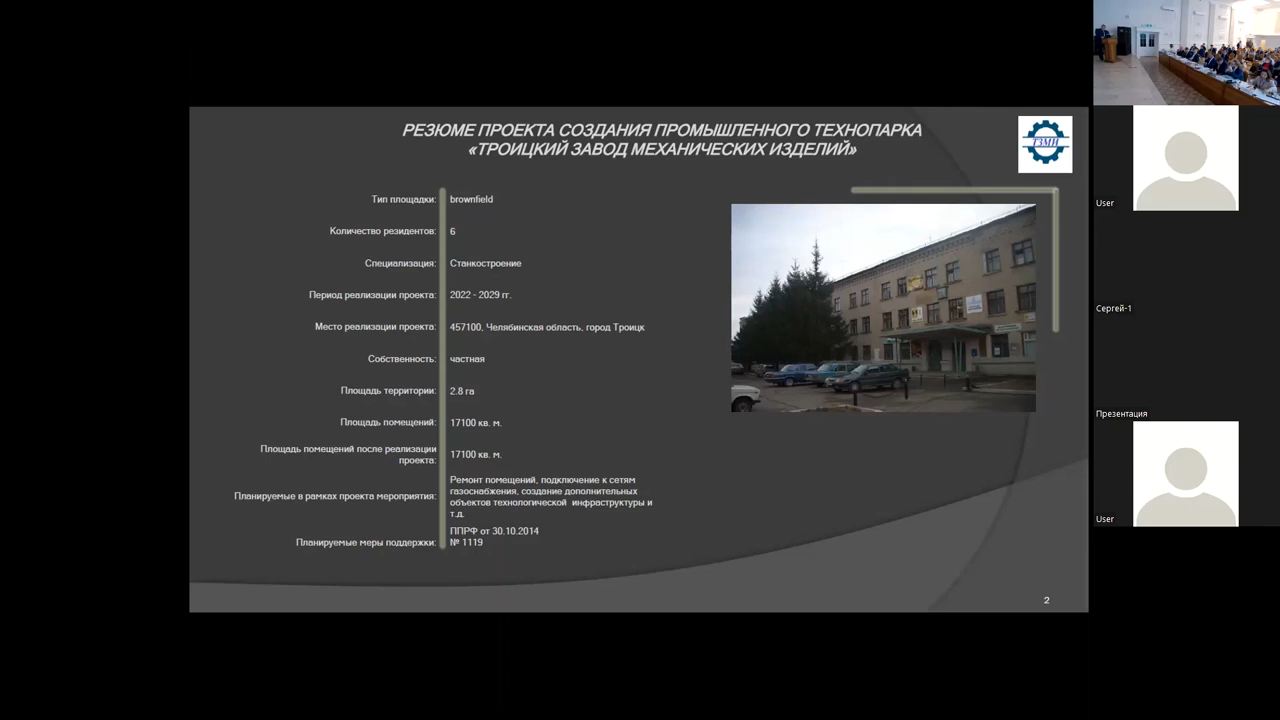 РЕЗЮМЕ ПРОЕКТА СОЗДАНИЯ ПРОМЫШЛЕННОГО ТЕХНОПАРКА
«ТРОИЦКИЙ ЗАВОД МЕХАНИЧЕСКИХ ИЗДЕЛИЙ»
ТЗМИ
Тип площадки: brownfield
Количество резидентов: 6
Специализация: Станкостроение
Период реализации проекта: 2022 - 2029 гг.
Место реализации проекта: 457100, Челябинская область, город Троицк
Собственность: частная
Площадь территории: 2.8 га
Площадь помещений: 17100 кв. м.
Площадь помещений после реализации
проекта: 17100 кв. м.
Планируемые в рамках проекта мероприятия:
Ремонт помещений, подключение к сетям
газоснабжения, создание дополнительных
объектов технологической инфраструктуры и
т.д.
Планируемые меры поддержки:
ППРФ от 30.10.2014
№ 1119
2
User
Сергей-1
Презентация
User